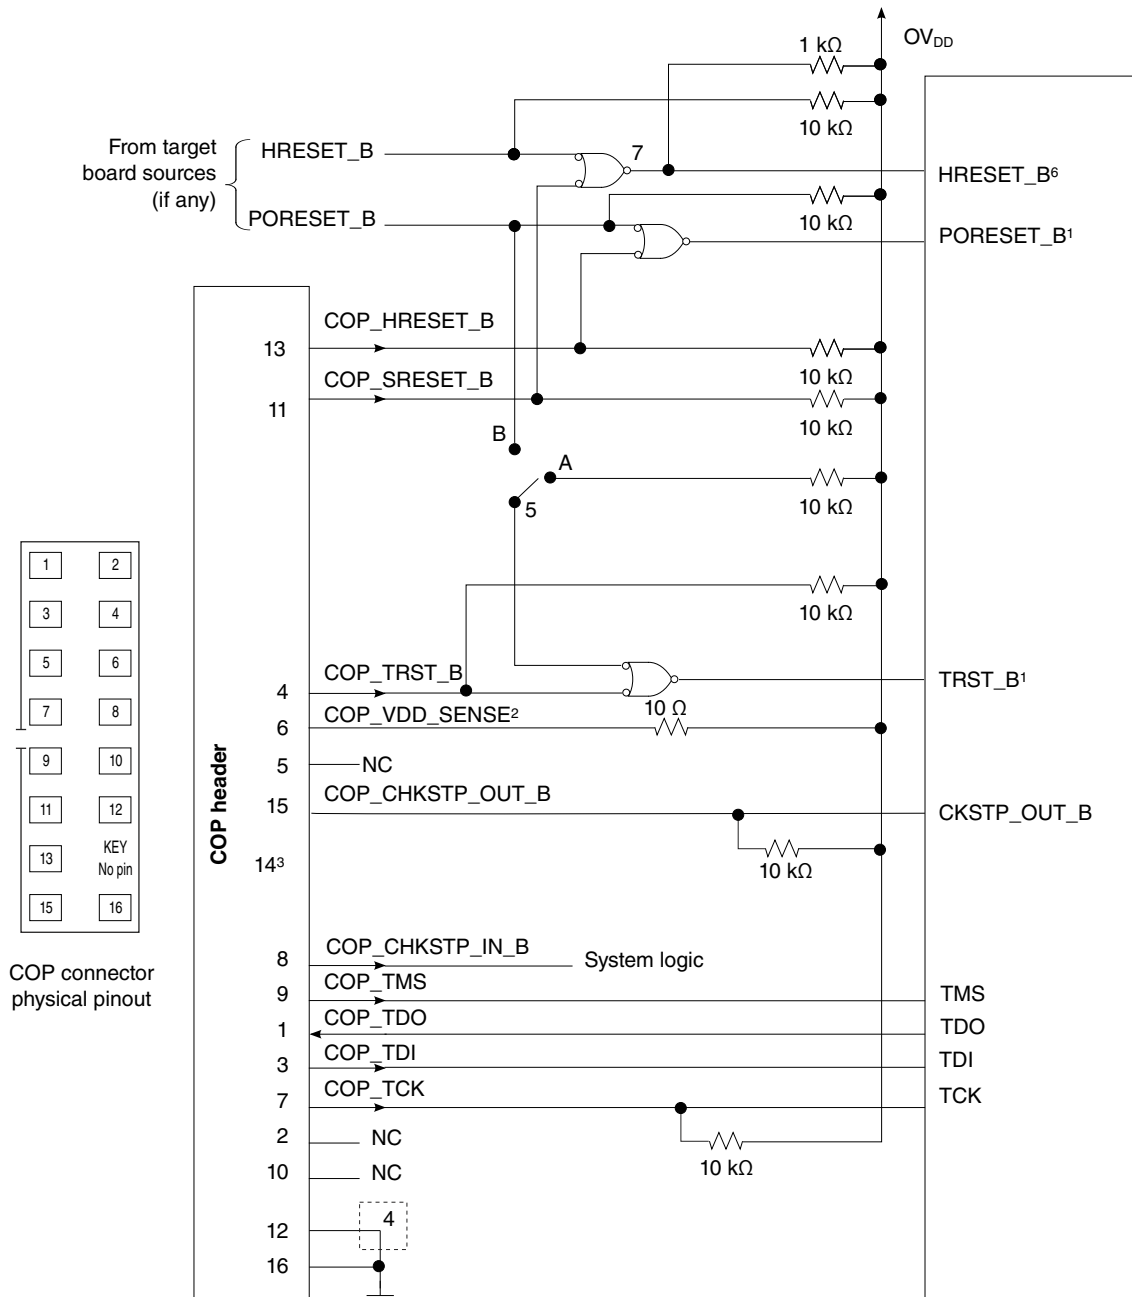 OVDD
1 kΩ
10 kΩ
From target
board sources
(if any)
HRESET_B
7
HRESET_B6
PORESET_B
10 kΩ
PORESET_B1
COP_HRESET_B
13
10 kΩ
COP_SRESET_B
11
10 kΩ
B
A
5
10 kΩ
10 kΩ
1
2
3
4
5
6
7
8
9
10
11
12
13
KEY
No pin
15
16
COP connector
physical pinout
COP header
4
COP_TRST_B
TRST_B1
6
COP_VDD_SENSE2
10 Ω
5
NC
15
COP_CHKSTP_OUT_B
CKSTP_OUT_B
10 kΩ
143
8
COP_CHKSTP_IN_B
System logic
9
COP_TMS
TMS
1
COP_TDO
TDO
3
COP_TDI
TDI
7
COP_TCK
TCK
10 kΩ
2
NC
10
NC
12
4
16